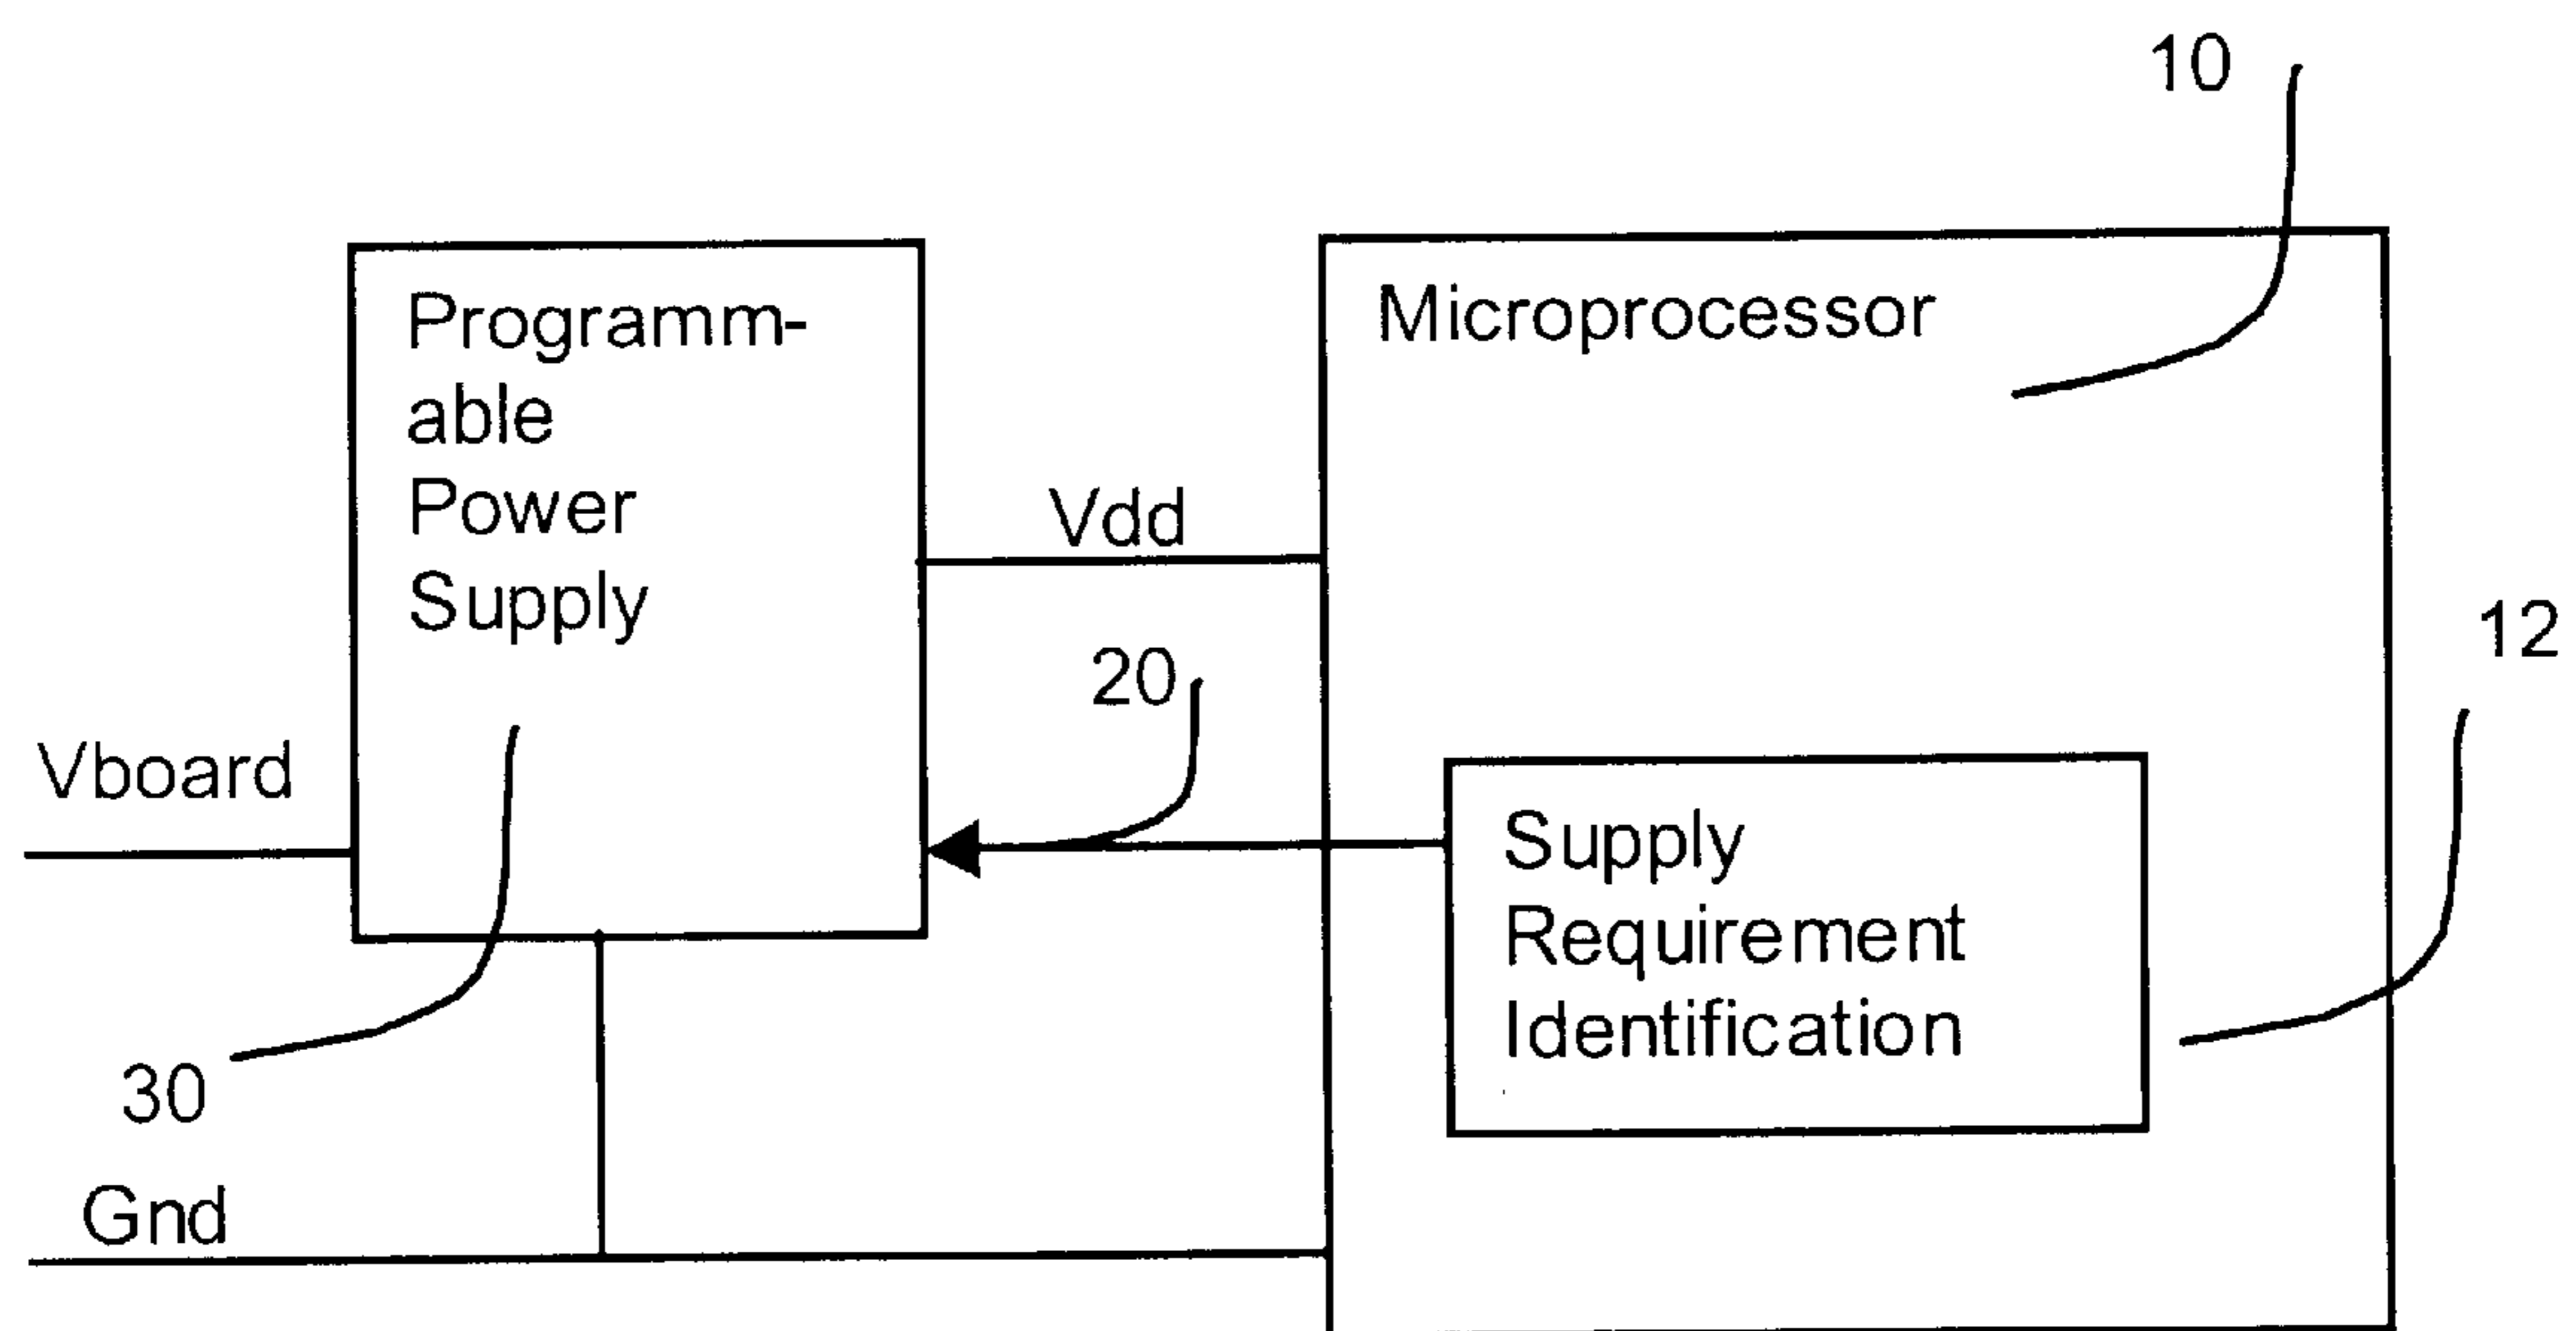 10
Programm-
able
Power
Supply
Microprocessor
Vdd
12
20
Vboard
Supply
Requirement
Identification
30
Gnd